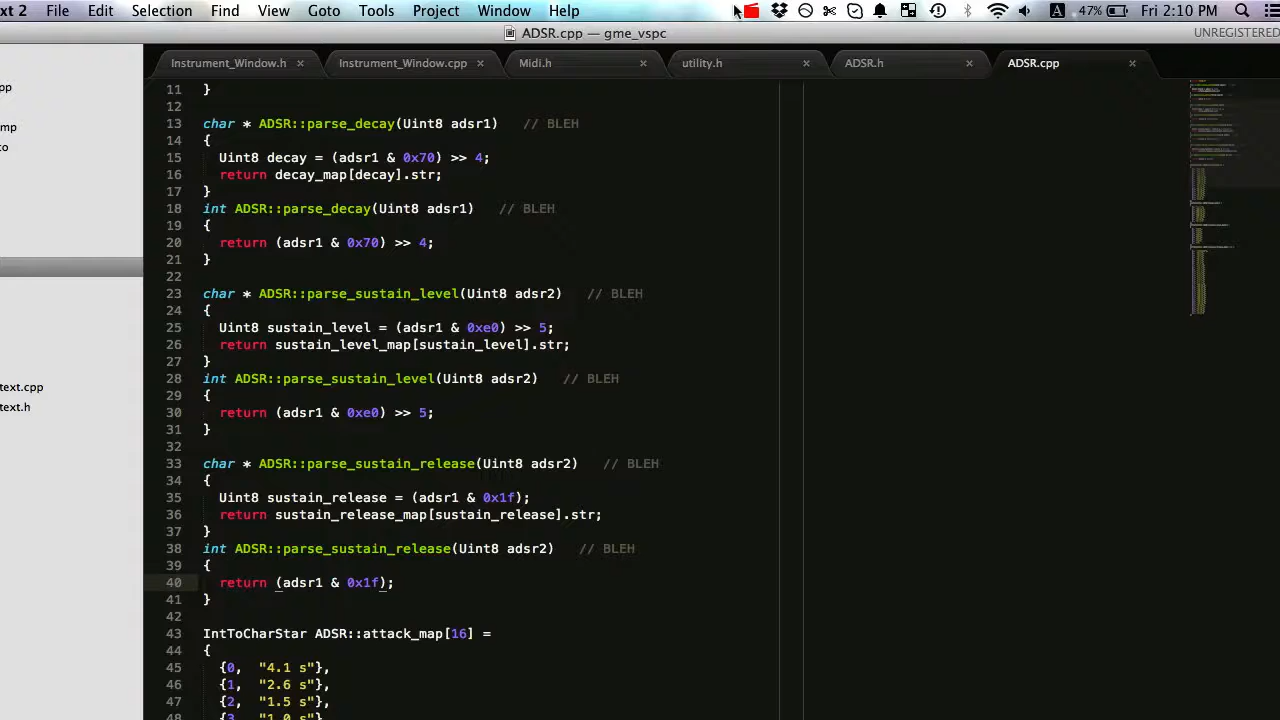 xt 2 File Edit Selection Find View Goto Tools Project Window Help A 47% Fri 2:10 PM
ADSR.cpp — gme_vspc UNREGISTERED
Instrument_Window.h × Instrument_Window.cpp × Midi.h × utility.h × ADSR.h × ADSR.cpp ×
pp
mp
to
text.cpp
text.h
11 }
12
13 char * ADSR::parse_decay(Uint8 adsr1) // BLEH
14 {
15 Uint8 decay = (adsr1 & 0x70) >> 4;
16 return decay_map[decay].str;
17 }
18 int ADSR::parse_decay(Uint8 adsr1) // BLEH
19 {
20 return (adsr1 & 0x70) >> 4;
21 }
22
23 char * ADSR::parse_sustain_level(Uint8 adsr2) // BLEH
24 {
25 Uint8 sustain_level = (adsr1 & 0xe0) >> 5;
26 return sustain_level_map[sustain_level].str;
27 }
28 int ADSR::parse_sustain_level(Uint8 adsr2) // BLEH
29 {
30 return (adsr1 & 0xe0) >> 5;
31 }
32
33 char * ADSR::parse_sustain_release(Uint8 adsr2) // BLEH
34 {
35 Uint8 sustain_release = (adsr1 & 0x1f);
36 return sustain_release_map[sustain_release].str;
37 }
38 int ADSR::parse_sustain_release(Uint8 adsr2) // BLEH
39 {
40 return (adsr1 & 0x1f);
41 }
42
43 IntToCharStar ADSR::attack_map[16] =
44 {
45 {0, "4.1 s"},
46 {1, "2.6 s"},
47 {2, "1.5 s"},
48 {3, "1.0 s"},